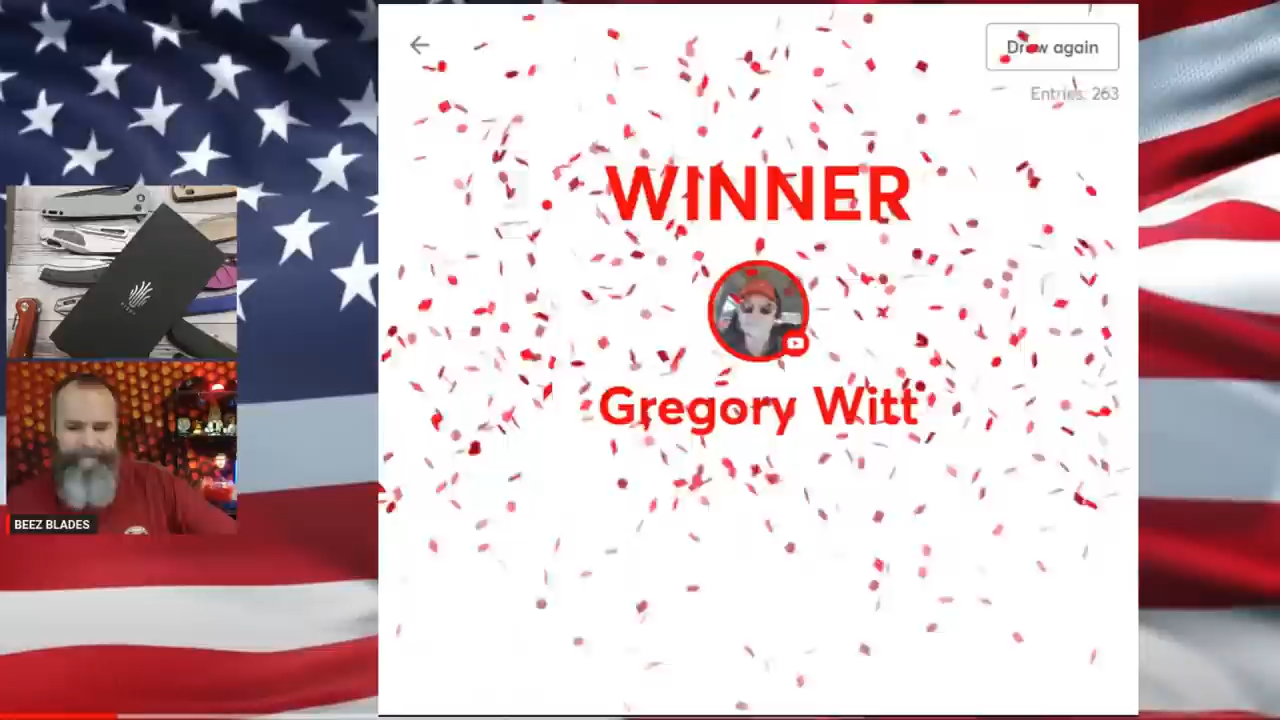 Draw again
Entries: 263
WINNER
Gregory Witt
BEEZ BLADES